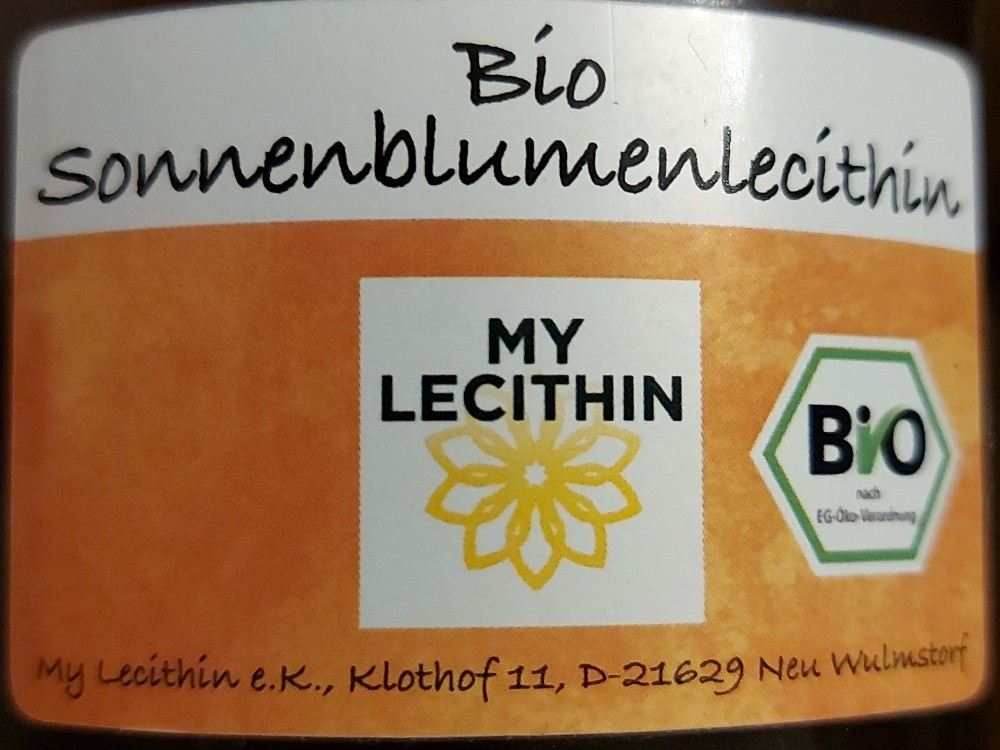 Bio
Sonnenblumenlecithin
MY
LECITHIN
Bio
nach
EG-Öko-Verordnung
My Lecithin e.K., Klothof 11, D-21629 Neu Wulmstorf